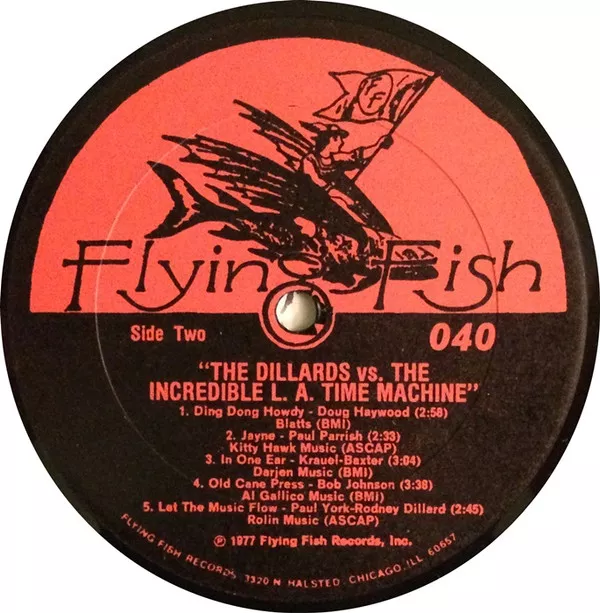 FF
Flying Fish
Side Two
040
"THE DILLARDS vs. THE
INCREDIBLE L. A. TIME MACHINE"
1. Ding Dong Howdy - Doug Haywood (2:58)
Blatts (BMI)
2. Jayne - Paul Parrish (2:33)
Kitty Hawk Music (ASCAP)
3. In One Ear - Krauel-Baxter (3:04)
Darjen Music (BMI)
4. Old Cane Press - Bob Johnson (3:38)
Al Gallico Music (BMI)
5. Let The Music Flow - Paul York-Rodney Dillard (2:45)
Rolin Music (ASCAP)
℗ 1977 Flying Fish Records, Inc.
FLYING FISH RECORDS, 3320 N HALSTED, CHICAGO, ILL 60657